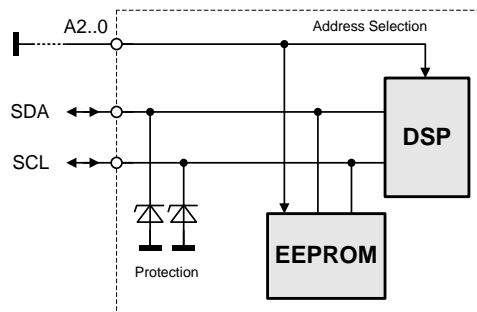 A2..0
Address Selection
SDA
DSP
SCL
EEPROM
Protection